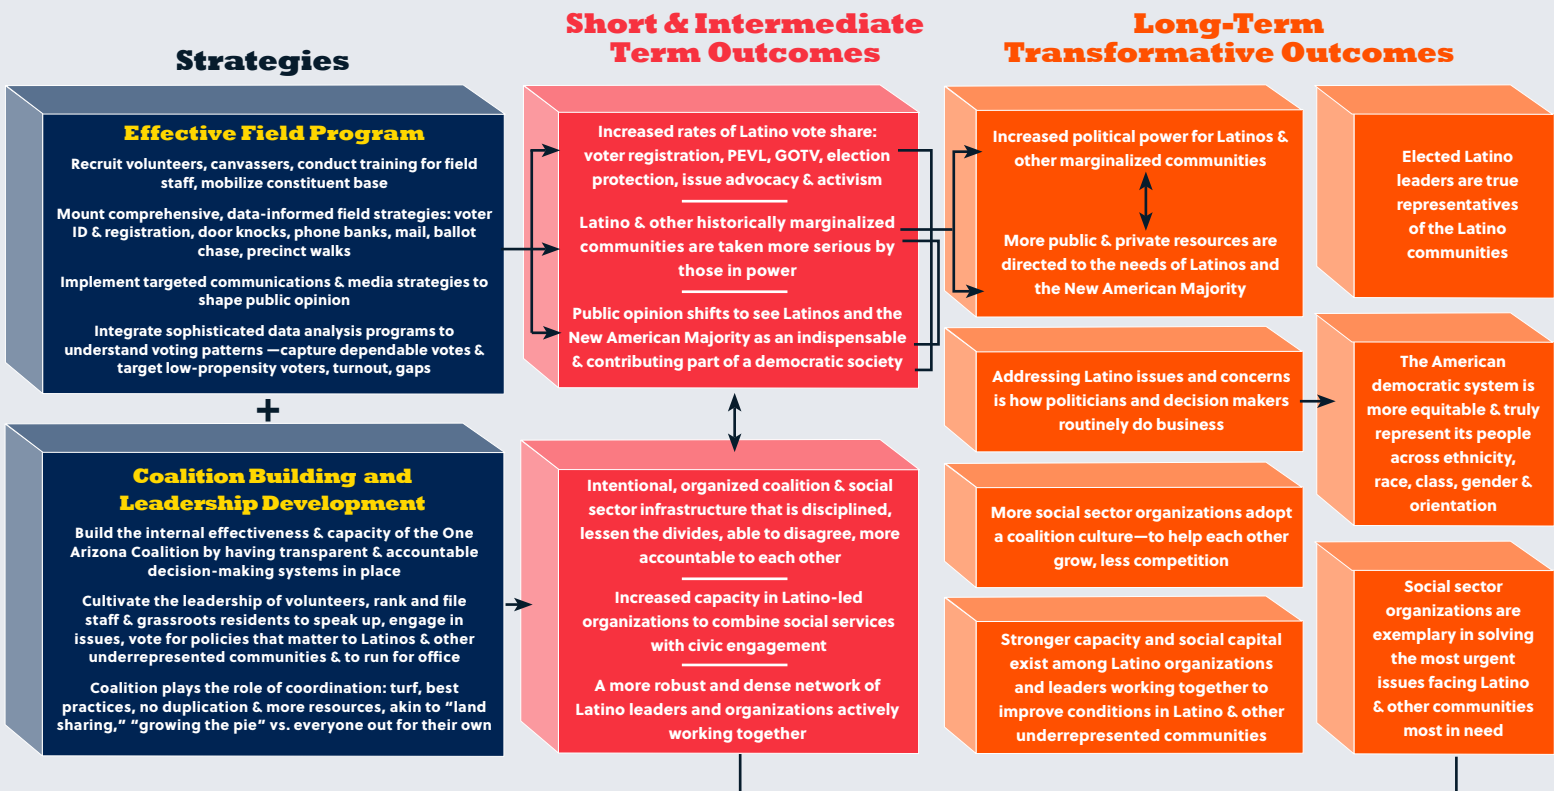 Strategies
Effective Field Program
Recruit volunteers, canvassers, conduct training for field
staff, mobilize constituent base
Mount comprehensive, data-informed field strategies: voter
ID & registration, door knocks, phone banks, mail, ballot
chase, precinct walks
Implement targeted communications & media strategies to
shape public opinion
Integrate sophisticated data analysis programs to
understand voting patterns —capture dependable votes &
target low-propensity voters, turnout, gaps
+
Coalition Building and
Leadership Development
Build the internal effectiveness & capacity of the One
Arizona Coalition by having transparent & accountable
decision-making systems in place
Cultivate the leadership of volunteers, rank and file
staff & grassroots residents to speak up, engage in
issues, vote for policies that matter to Latinos & other
underrepresented communities & to run for office
Coalition plays the role of coordination: turf, best
practices, no duplication & more resources, akin to “land
sharing,” “growing the pie” vs. everyone out for their own
Short & Intermediate
Term Outcomes
Increased rates of Latino vote share:
voter registration, PEVL, GOTV, election
protection, issue advocacy & activism
Latino & other historically marginalized
communities are taken more serious by
those in power
Public opinion shifts to see Latinos and the
New American Majority as an indispensable
& contributing part of a democratic society
Intentional, organized coalition & social
sector infrastructure that is disciplined,
lessen the divides, able to disagree, more
accountable to each other
Increased capacity in Latino-led
organizations to combine social services
with civic engagement
A more robust and dense network of
Latino leaders and organizations actively
working together
Long-Term
Transformative Outcomes
Increased political power for Latinos &
other marginalized communities
More public & private resources are
directed to the needs of Latinos and
the New American Majority
Addressing Latino issues and concerns
is how politicians and decision makers
routinely do business
More social sector organizations adopt
a coalition culture—to help each other
grow, less competition
Stronger capacity and social capital
exist among Latino organizations
and leaders working together to
improve conditions in Latino & other
underrepresented communities
Elected Latino
leaders are true
representatives
of the Latino
communities
The American
democratic system is
more equitable & truly
represent its people
across ethnicity,
race, class, gender &
orientation
Social sector
organizations are
exemplary in solving
the most urgent
issues facing Latino
& other communities
most in need